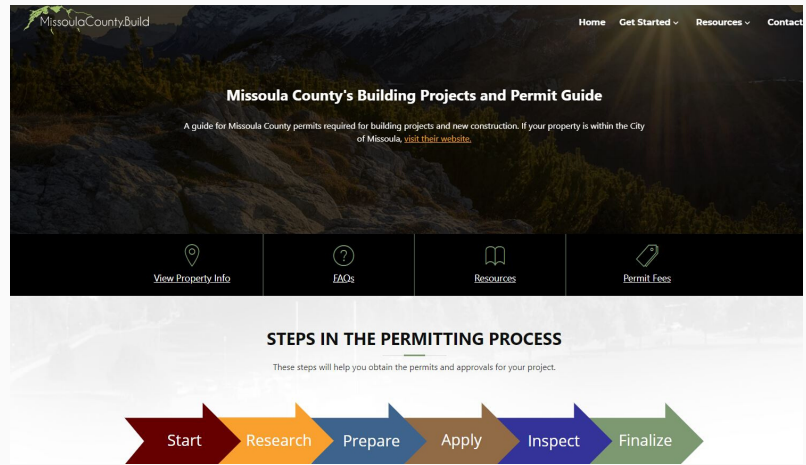 MissoulaCounty.Build
Home Get Started Resources Contact
Missoula County's Building Projects and Permit Guide
A guide for Missoula County permits required for building projects and new construction. If your property is within the City
of Missoula, visit their website.
View Property Info FAQs Resources Permit Fees
STEPS IN THE PERMITTING PROCESS
These steps will help you obtain the permits and approvals for your project.
Start Research Prepare Apply Inspect Finalize